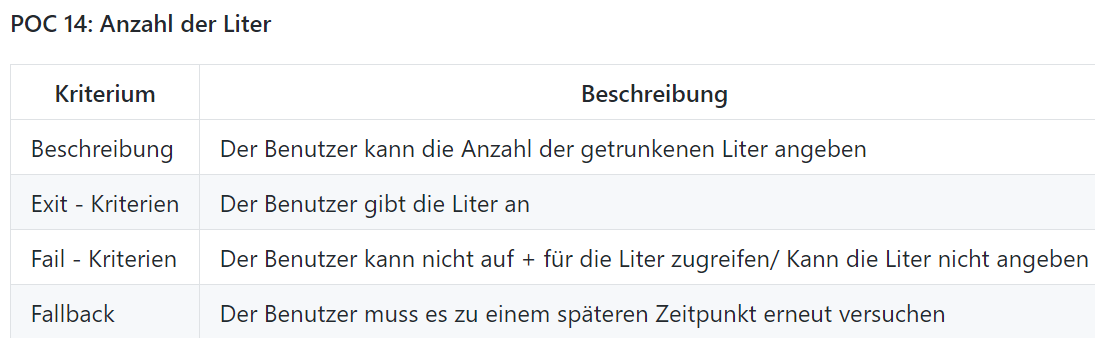 POC 14: Anzahl der Liter
Kriterium Beschreibung
Beschreibung Der Benutzer kann die Anzahl der getrunkenen Liter angeben
Exit - Kriterien Der Benutzer gibt die Liter an
Fail - Kriterien Der Benutzer kann nicht auf + für die Liter zugreifen/ Kann die Liter nicht angeben
Fallback Der Benutzer muss es zu einem späteren Zeitpunkt erneut versuchen